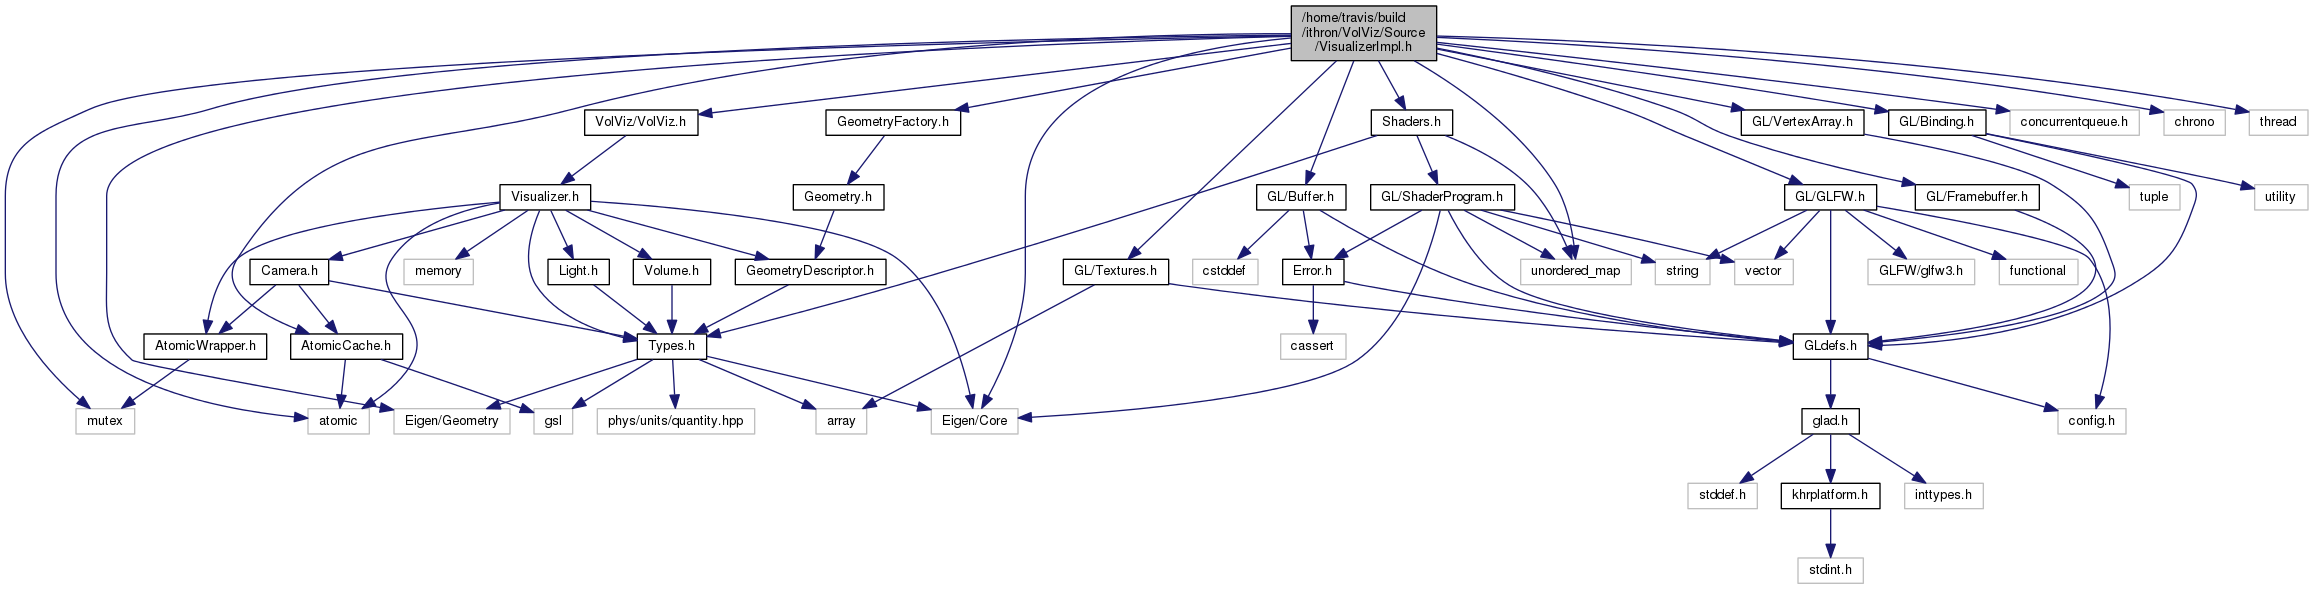 /home/travis/build
/ithron/VolViz/Source
/VisualizerImpl.h
VolViz/VolViz.h
GeometryFactory.h
Shaders.h
GL/VertexArray.h
GL/Binding.h
concurrentqueue.h
chrono
thread
Visualizer.h
Geometry.h
GL/Buffer.h
GL/ShaderProgram.h
GL/GLFW.h
GL/Framebuffer.h
tuple
utility
Camera.h
memory
Light.h
Volume.h
GeometryDescriptor.h
GL/Textures.h
cstddef
Error.h
unordered_map
string
vector
GLFW/glfw3.h
functional
AtomicWrapper.h
AtomicCache.h
Types.h
cassert
GLdefs.h
mutex
atomic
Eigen/Geometry
gsl
phys/units/quantity.hpp
array
Eigen/Core
glad.h
config.h
stddef.h
khrplatform.h
inttypes.h
stdint.h